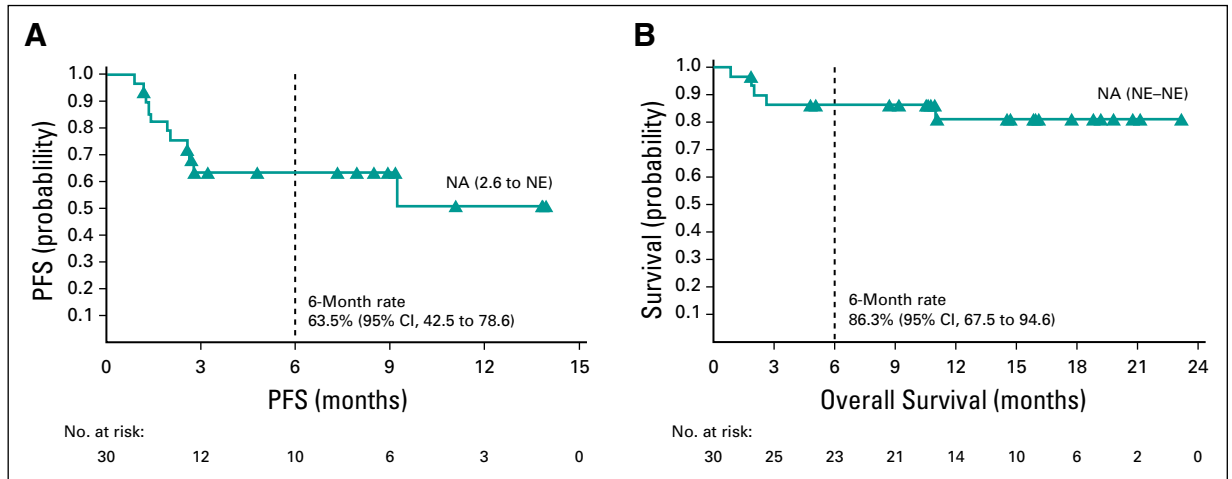 A
1.0
0.9
0.8
0.7
0.6
0.5
0.4
0.3
0.2
0.1
PFS (probablility)
NA (2.6 to NE)
6-Month rate
63.5% (95% CI, 42.5 to 78.6)
0 3 6 9 12 15
PFS (months)
No. at risk:
30 12 10 6 3 0
B
1.0
0.9
0.8
0.7
0.6
0.5
0.4
0.3
0.2
0.1
Survival (probability)
NA (NE–NE)
6-Month rate
86.3% (95% CI, 67.5 to 94.6)
0 3 6 9 12 15 18 21 24
Overall Survival (months)
No. at risk:
30 25 23 21 14 10 6 2 0